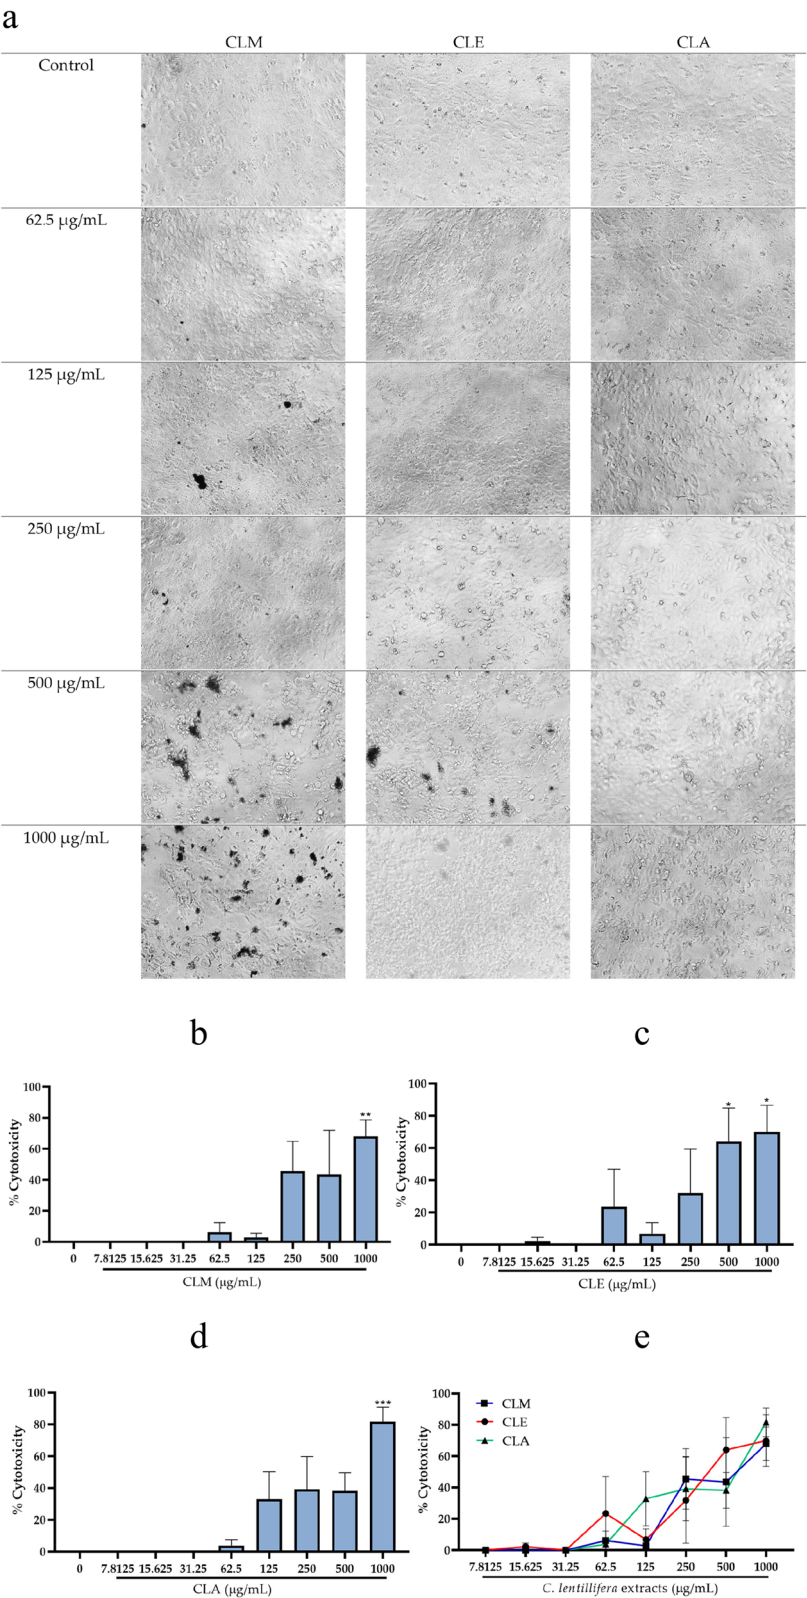 a
CLM CLE CLA
Control
62.5 µg/mL
125 µg/mL
250 µg/mL
500 µg/mL
1000 µg/mL
b
100
80
60
40
20
0
% Cytotoxicity
**
0 7.8125 15.625 31.25 62.5 125 250 500 1000
CLM (µg/mL)
c
100
80
60
40
20
0
% Cytotoxicity
* *
0 7.8125 15.625 31.25 62.5 125 250 500 1000
CLE (µg/mL)
d
100
80
60
40
20
0
% Cytotoxicity
***
0 7.8125 15.625 31.25 62.5 125 250 500 1000
CLA (µg/mL)
e
100
80
60
40
20
0
% Cytotoxicity
CLM
CLE
CLA
7.8125 15.625 31.25 62.5 125 250 500 1000
C. lentillifera extracts (µg/mL)